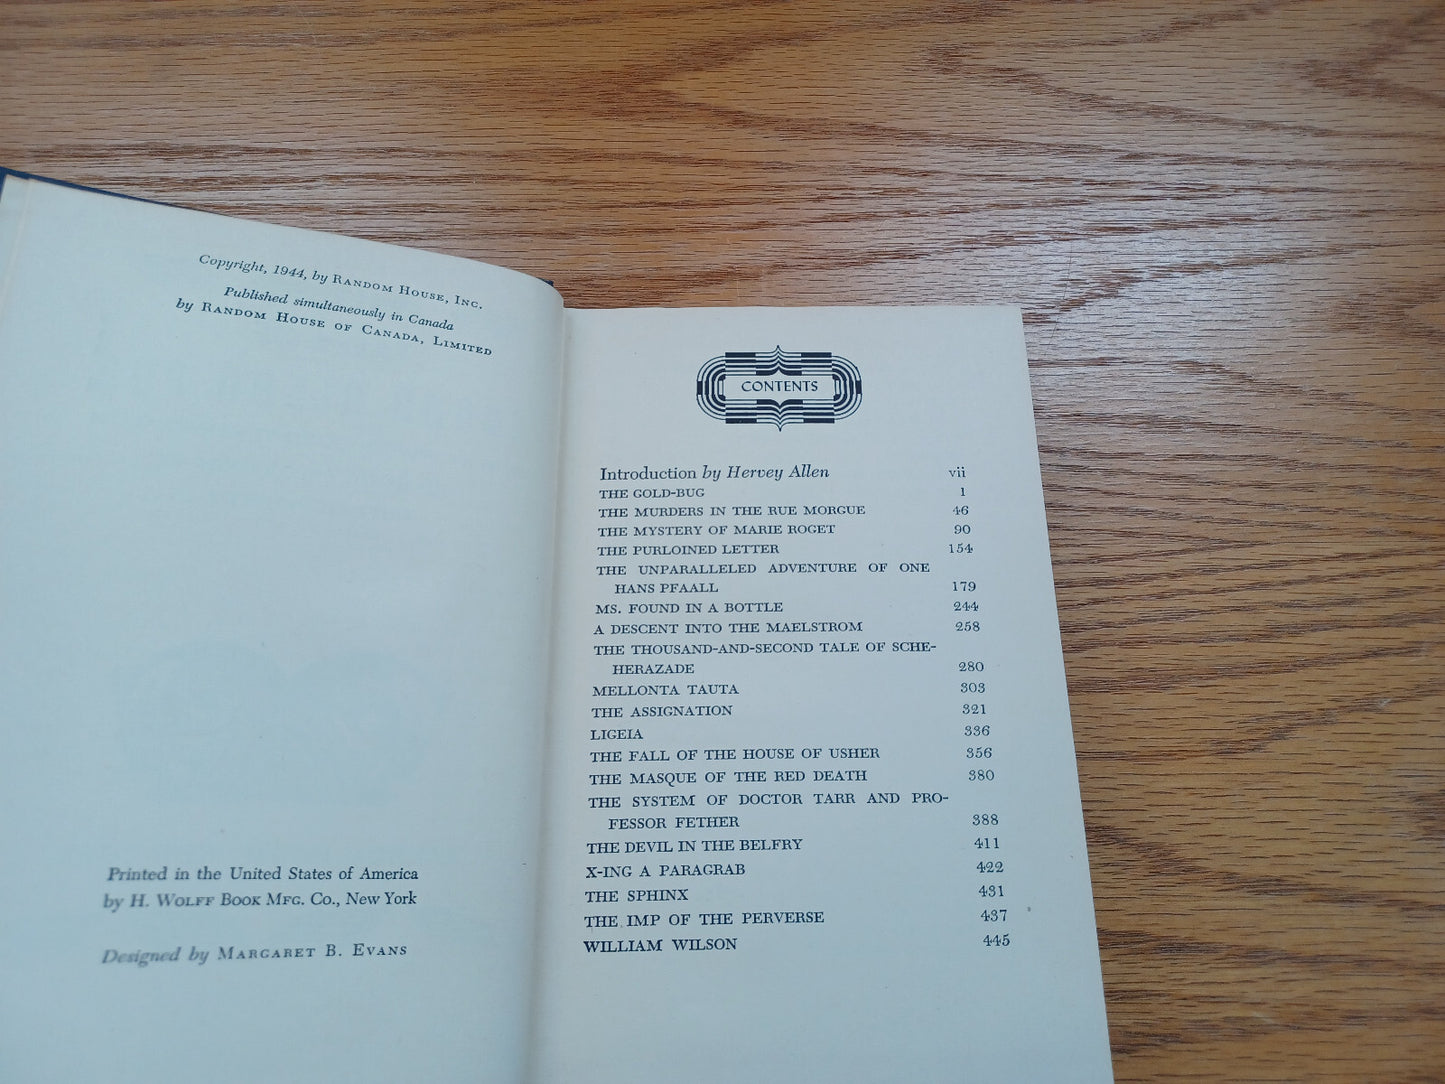 Copyright, 1944, by Random House, Inc.
Published simultaneously in Canada
by Random House of Canada, Limited
Printed in the United States of America
by H. Wolff Book Mfg. Co., New York
Designed by Margaret B. Evans
CONTENTS
Introduction by Hervey Allen vii
THE GOLD-BUG 1
THE MURDERS IN THE RUE MORGUE 46
THE MYSTERY OF MARIE ROGET 90
THE PURLOINED LETTER 154
THE UNPARALLELED ADVENTURE OF ONE
HANS PFAALL 179
MS. FOUND IN A BOTTLE 244
A DESCENT INTO THE MAELSTROM 258
THE THOUSAND-AND-SECOND TALE OF SCHE-
HERAZADE 280
MELLONTA TAUTA 303
THE ASSIGNATION 321
LIGEIA 336
THE FALL OF THE HOUSE OF USHER 356
THE MASQUE OF THE RED DEATH 380
THE SYSTEM OF DOCTOR TARR AND PRO-
FESSOR FETHER 388
THE DEVIL IN THE BELFRY 411
X-ING A PARAGRAB 422
THE SPHINX 431
THE IMP OF THE PERVERSE 437
WILLIAM WILSON 445